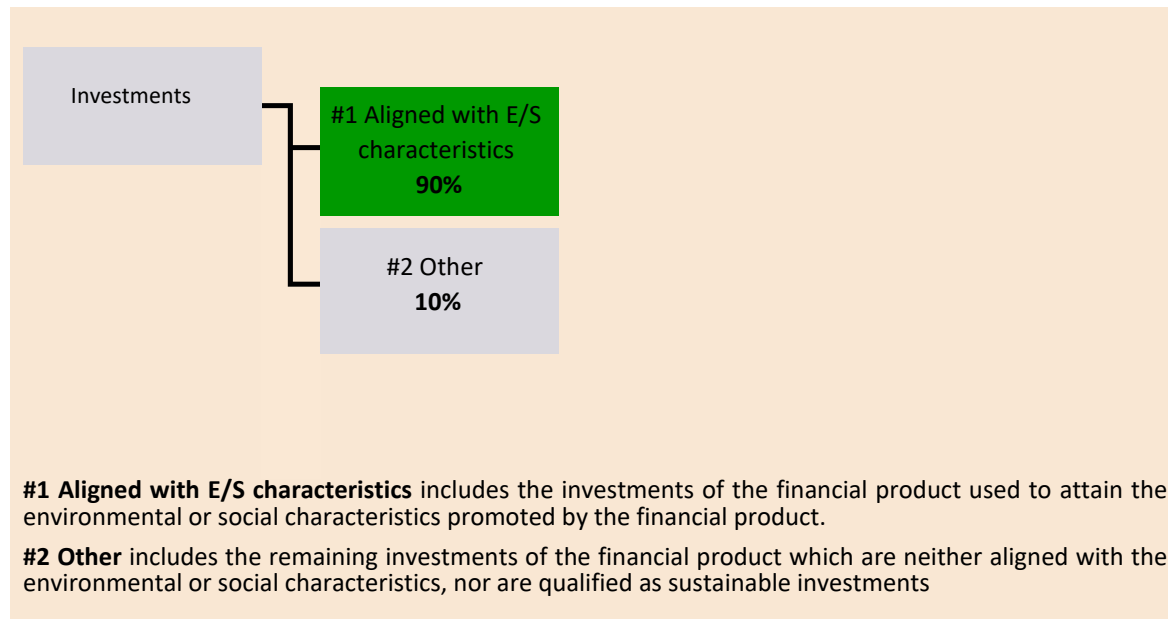 Investments
#1 Aligned with E/S
characteristics
90%
#2 Other
10%
#1 Aligned with E/S characteristics includes the investments of the financial product used to attain the
environmental or social characteristics promoted by the financial product.
#2 Other includes the remaining investments of the financial product which are neither aligned with the
environmental or social characteristics, nor are qualified as sustainable investments